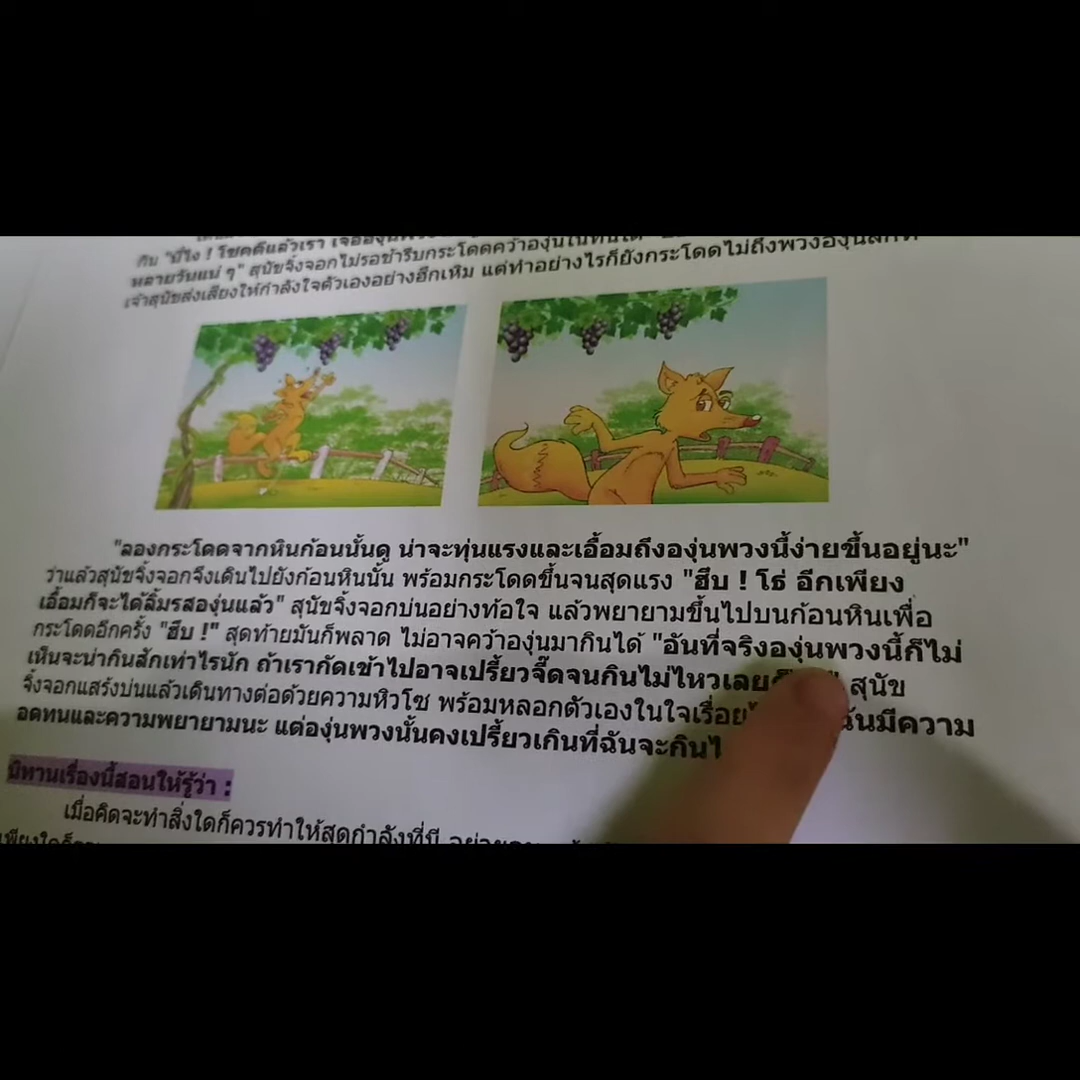 กิน "นี่ไง ! โชคดีแล้วเรา
หลายวันแน่ ๆ" สุนัขจิ้งจอกไม่รอช้ารีบกระโดดคว้าองุ่นในทันใด
เจ้าสุนัขส่งเสียงให้กำลังใจตัวเองอย่างฮึกเหิม แต่ทำอย่างไรก็ยังกระโดดไม่ถึงพวงองุ่นสักที
"ลองกระโดดจากหินก้อนนั้นดู น่าจะทุ่นแรงและเอื้อมถึงองุ่นพวงนี้ง่ายขึ้นอยู่นะ"
ว่าแล้วสุนัขจิ้งจอกจึงเดินไปยังก้อนหินนั้น พร้อมกระโดดขึ้นจนสุดแรง "ฮึบ ! โธ่ อีกเพียง
เอื้อมก็จะได้ลิ้มรสองุ่นแล้ว" สุนัขจิ้งจอกบ่นอย่างท้อใจ แล้วพยายามขึ้นไปบนก้อนหินเพื่อ
กระโดดอีกครั้ง "ฮึบ !" สุดท้ายมันก็พลาด ไม่อาจคว้าองุ่นมากินได้ "อันที่จริงองุ่นพวงนี้ก็ไม่
เห็นจะน่ากินสักเท่าไรนัก ถ้าเรากัดเข้าไปอาจเปรี้ยวจี๊ดจนกินไม่ไหวเลย สุนัข
จิ้งจอกแสร้งบ่นแล้วเดินทางต่อด้วยความหิวโซ พร้อมหลอกตัวเองในใจเรื่อย ฉันมีความ
อดทนและความพยายามนะ แต่องุ่นพวงนั้นคงเปรี้ยวเกินที่ฉันจะกิน
นิทานเรื่องนี้สอนให้รู้ว่า :
เมื่อคิดจะทำสิ่งใดก็ควรทำให้สุดกำลังที่มี